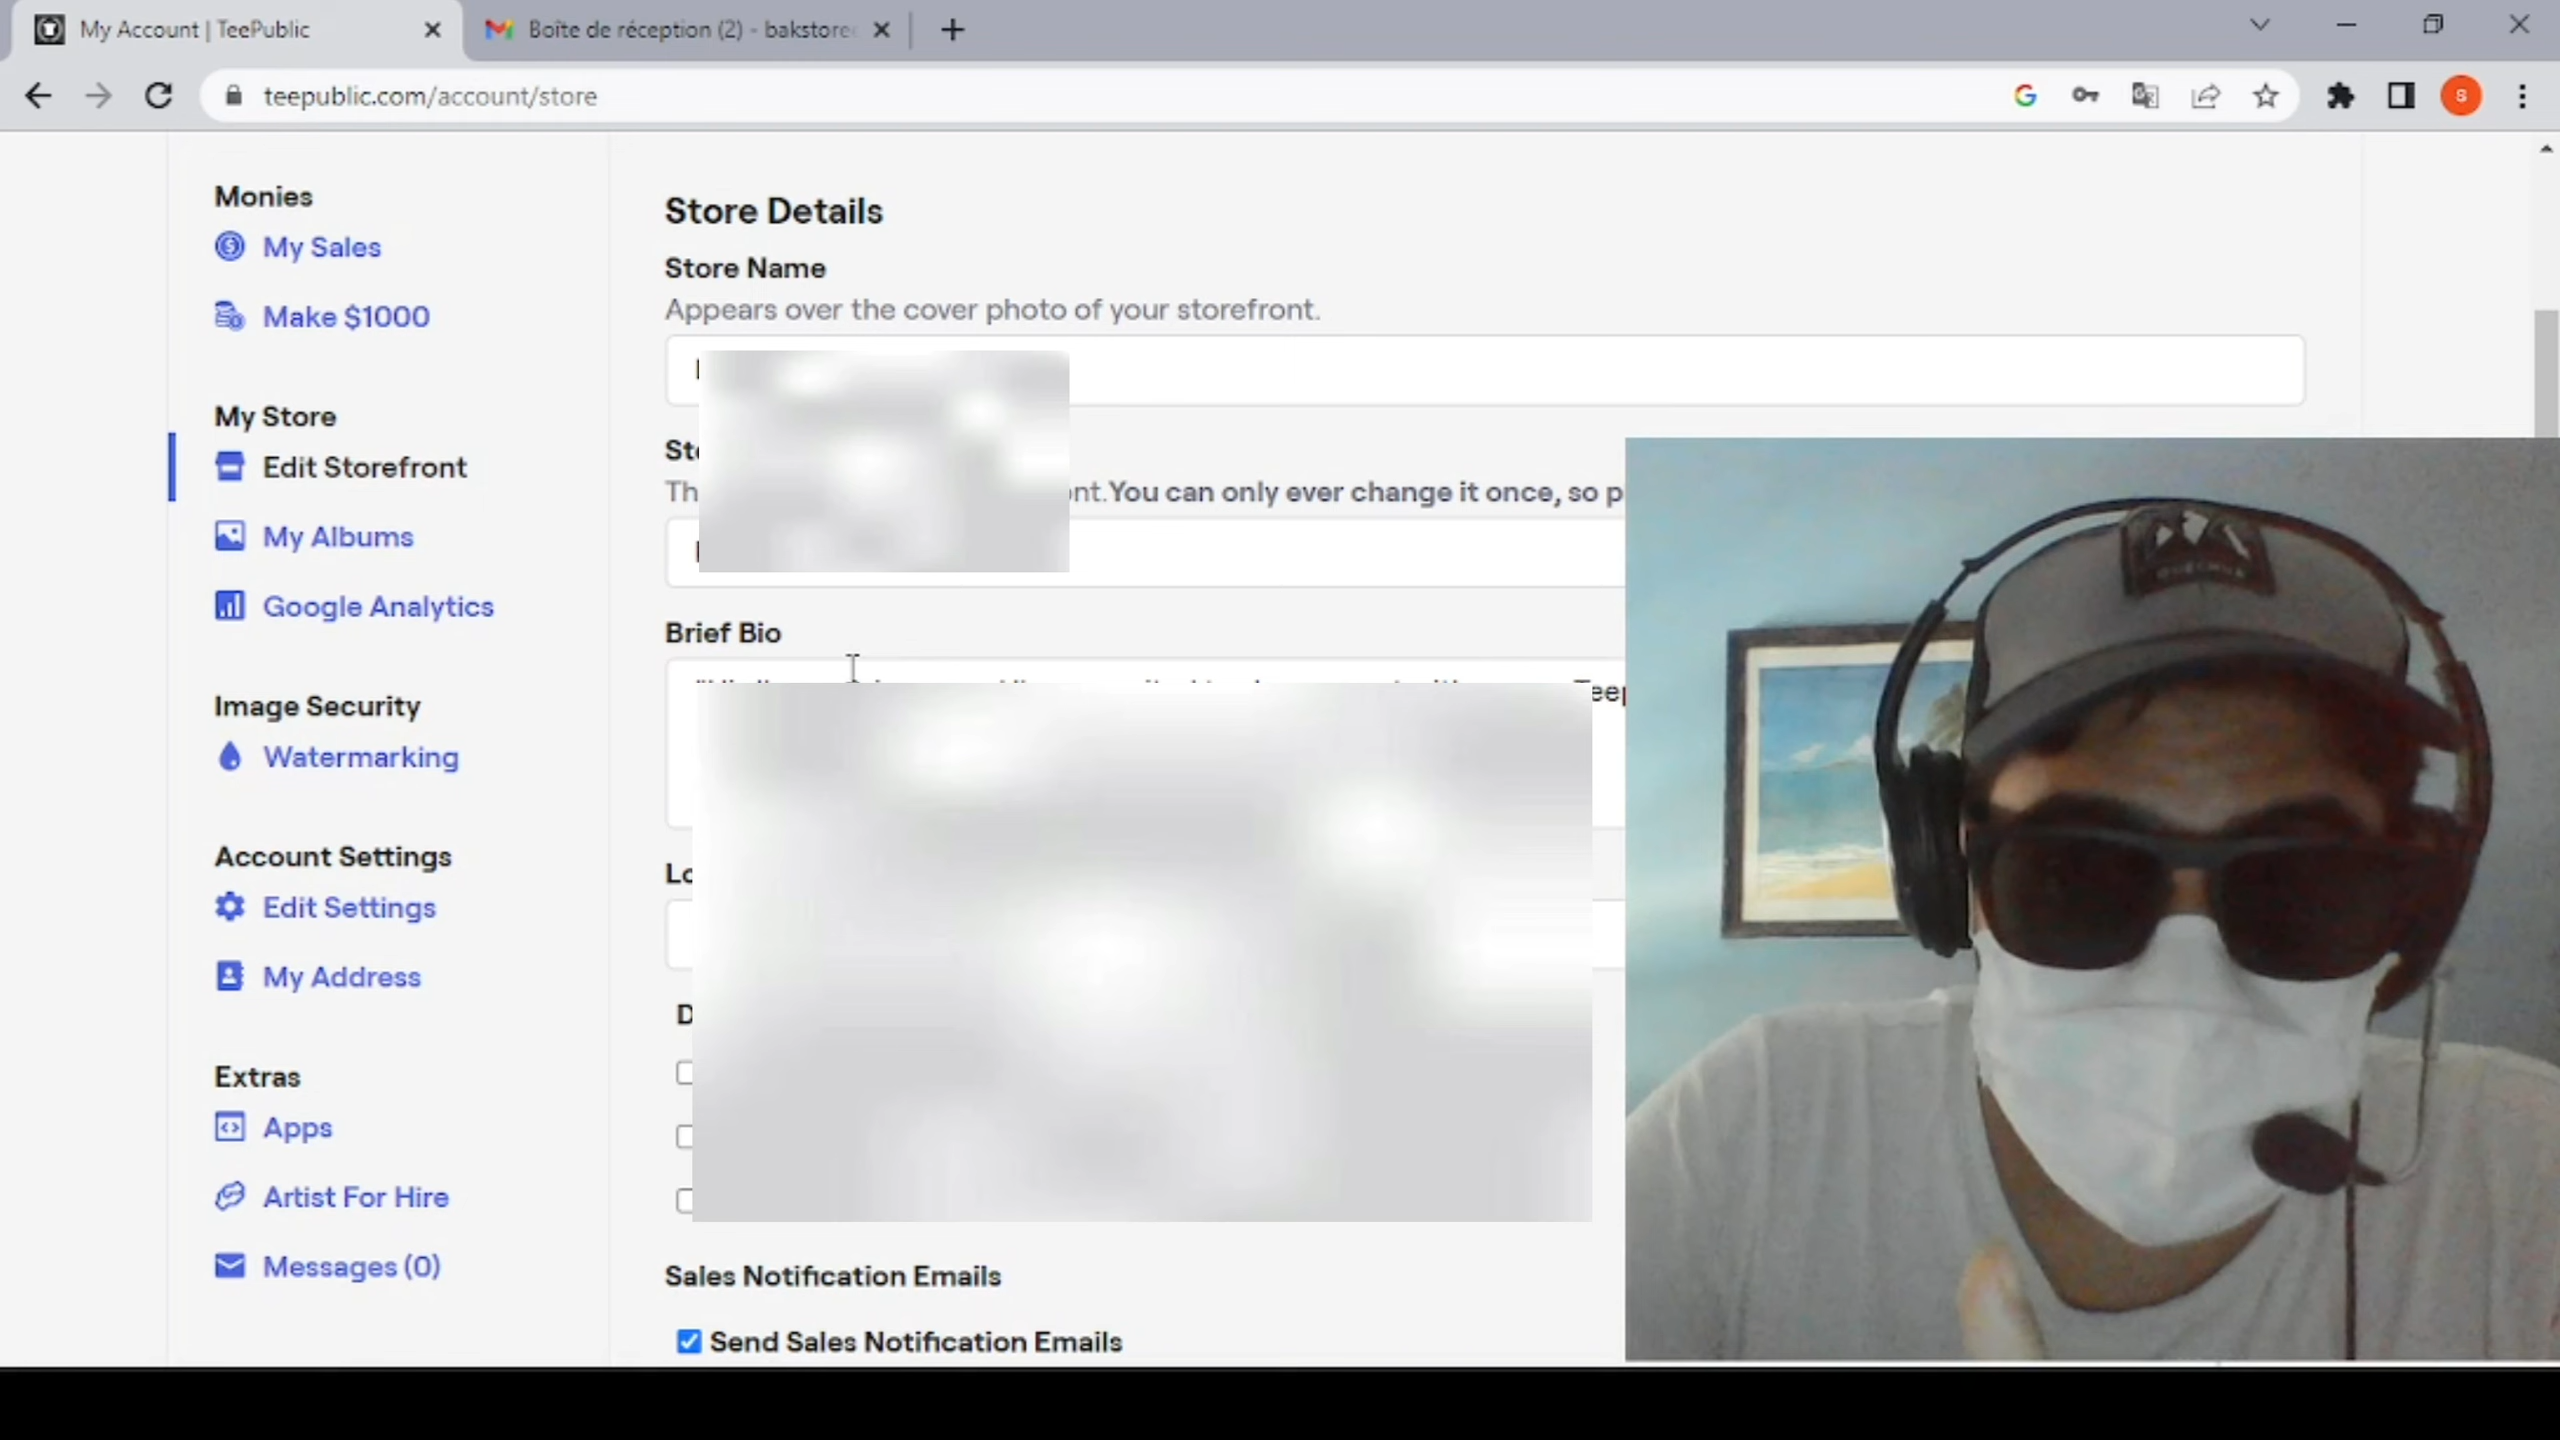 My Account | TeePublic
Boîte de réception (2) - bakstore
teepublic.com/account/store
S
Monies
My Sales
Make $1000
My Store
Edit Storefront
My Albums
Google Analytics
Image Security
Watermarking
Account Settings
Edit Settings
My Address
Extras
Apps
Artist For Hire
Messages (0)
Store Details
Store Name
Appears over the cover photo of your storefront.
You can only ever change it once, so
Brief Bio
Sales Notification Emails
Send Sales Notification Emails